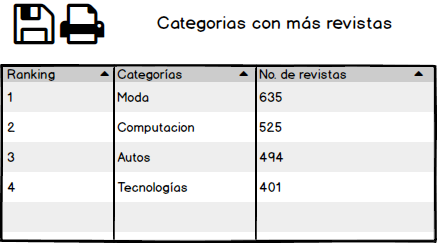 Categorias con más revistas
Ranking Categorías No. de revistas
1 Moda 635
2 Computacion 525
3 Autos 494
4 Tecnologías 401